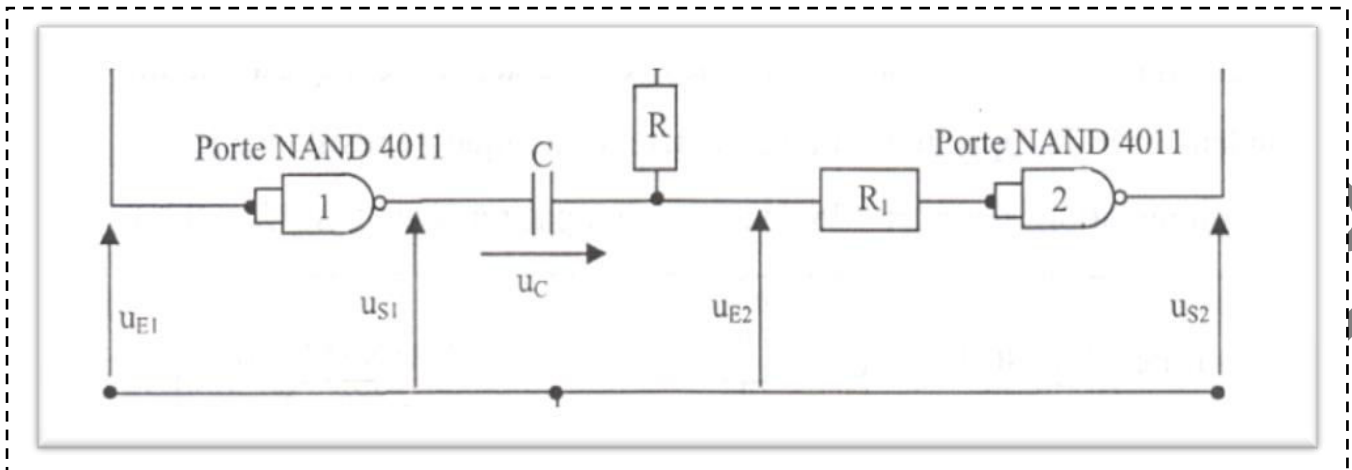 R
Porte NAND 4011
C
Porte NAND 4011
1
R1
2
uC
uE1
uS1
uE2
uS2